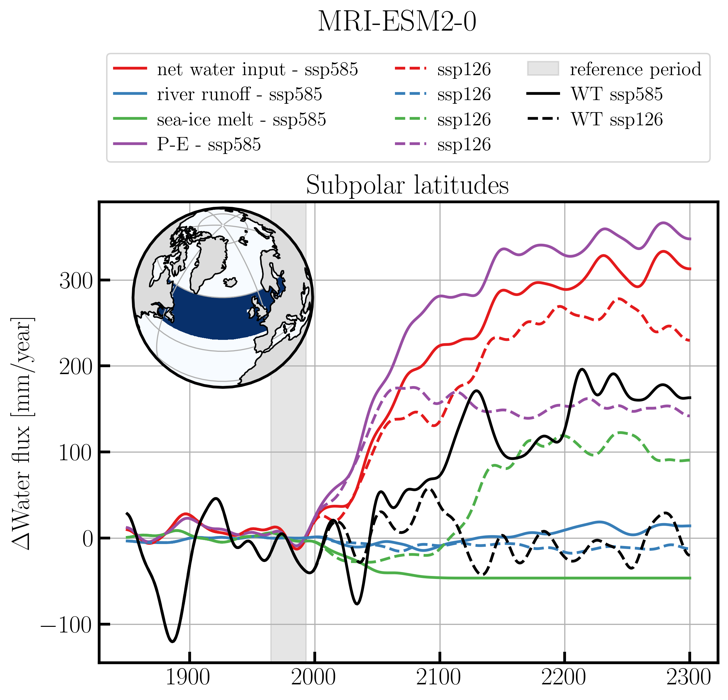 MRI-ESM2-0
net water input - ssp585 ssp126 reference period
river runoff - ssp585 ssp126 WT ssp585
sea-ice melt - ssp585 ssp126 WT ssp126
P-E - ssp585 ssp126
Subpolar latitudes
ΔWater flux [mm/year]
300
200
100
0
−100
1900 2000 2100 2200 2300